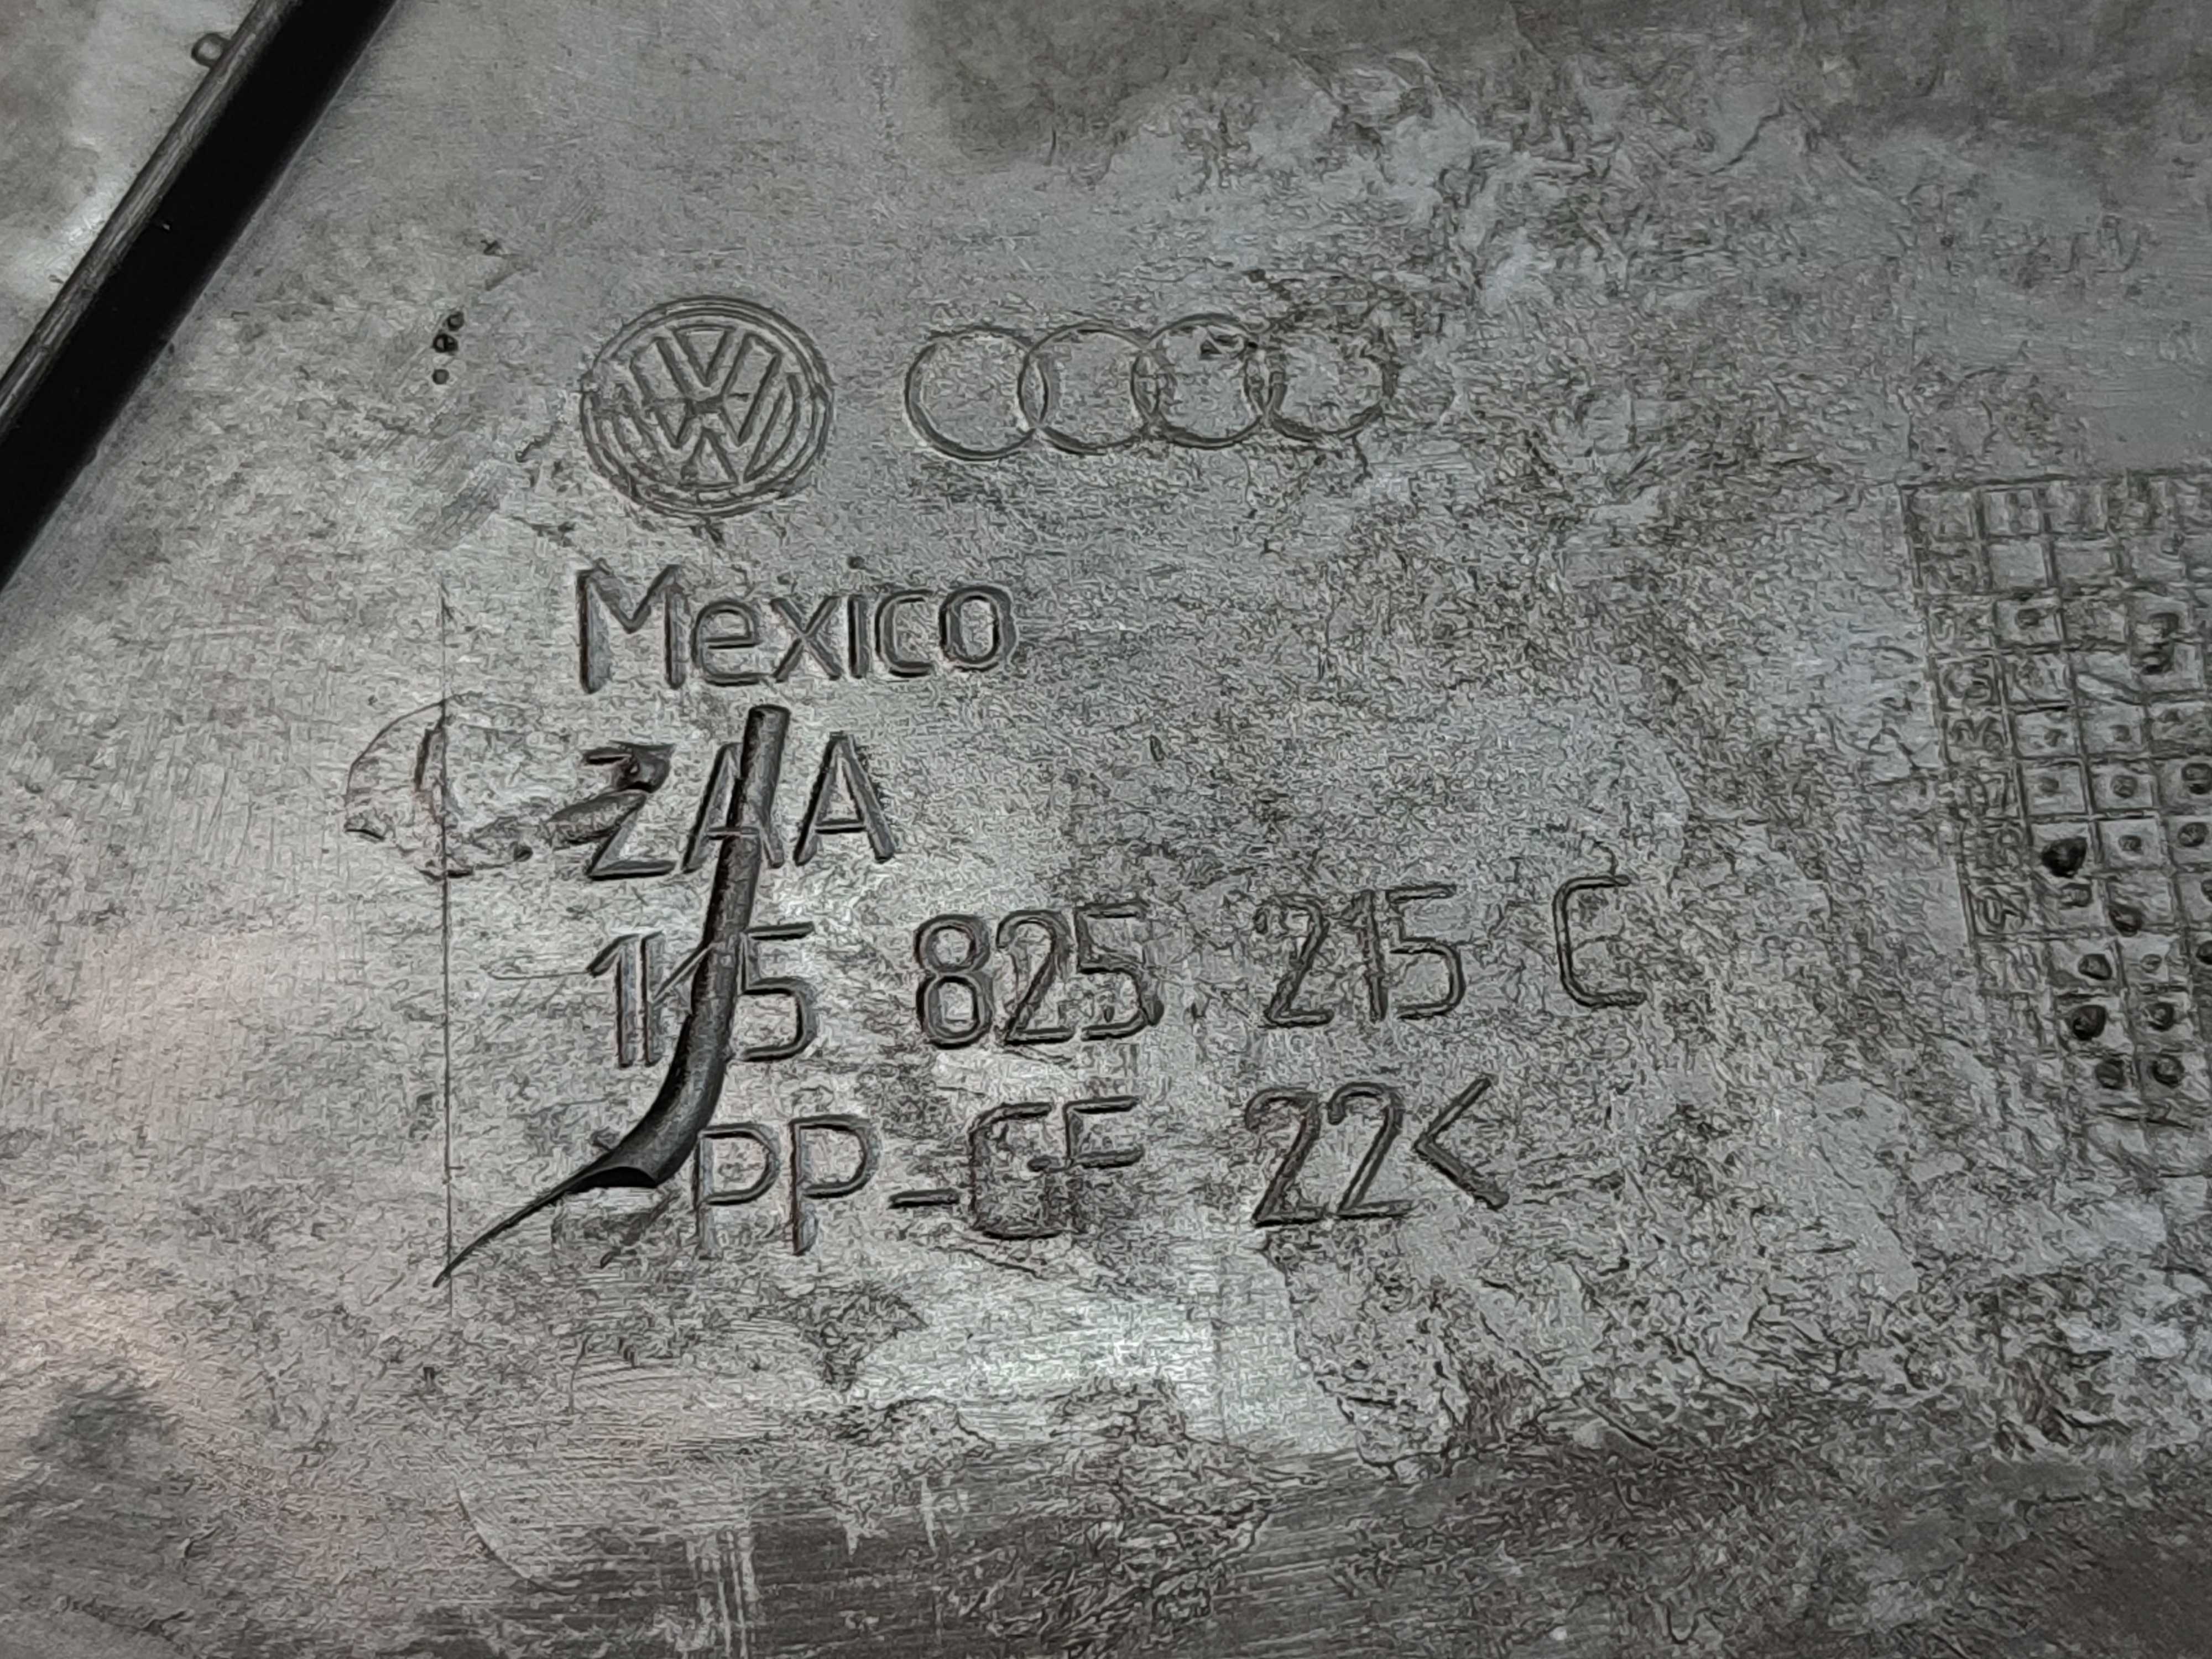 Mexico
ZAA
1K5 825 215 C
PP-GF 22<